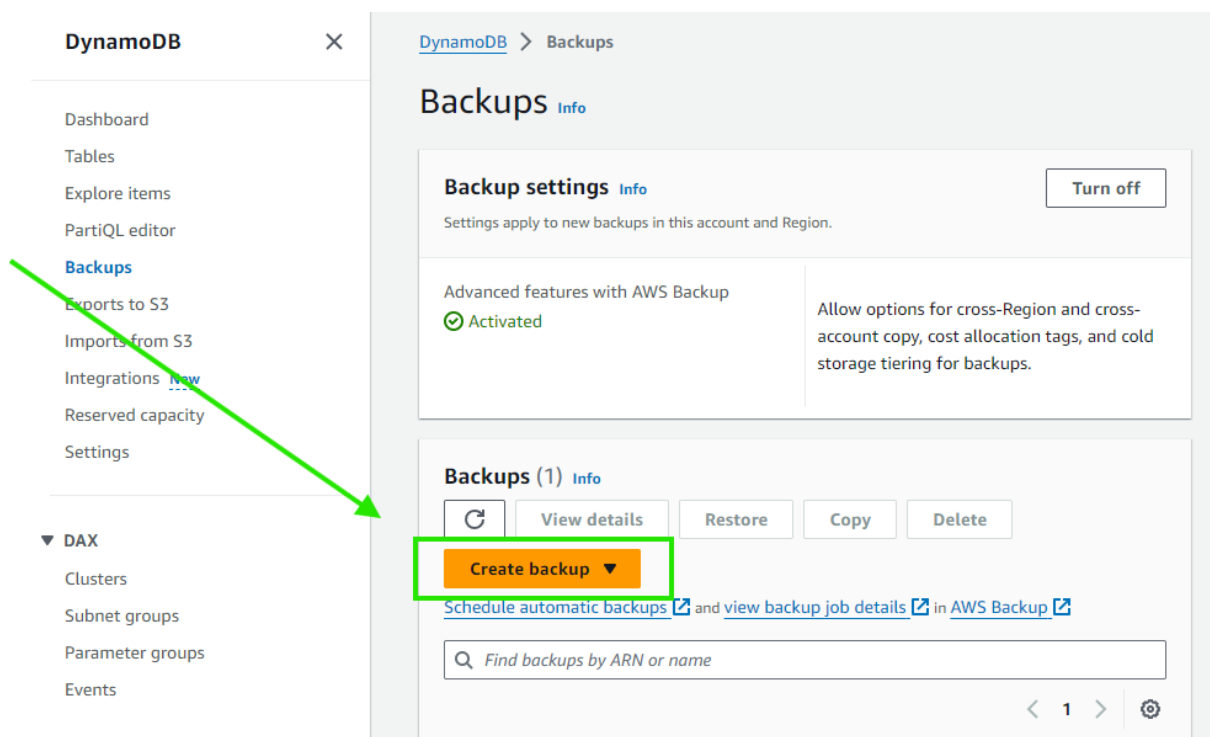 DynamoDB
Dashboard
Tables
Explore items
PartiQL editor
Backups
Exports to S3
Imports from S3
Integrations New
Reserved capacity
Settings
DAX
Clusters
Subnet groups
Parameter groups
Events
DynamoDB > Backups
Backups Info
Backup settings Info
Turn off
Settings apply to new backups in this account and Region.
Advanced features with AWS Backup
Activated
Allow options for cross-Region and cross-
account copy, cost allocation tags, and cold
storage tiering for backups.
Backups (1) Info
View details Restore Copy Delete
Create backup
Schedule automatic backups and view backup job details in AWS Backup
Find backups by ARN or name
< 1 >